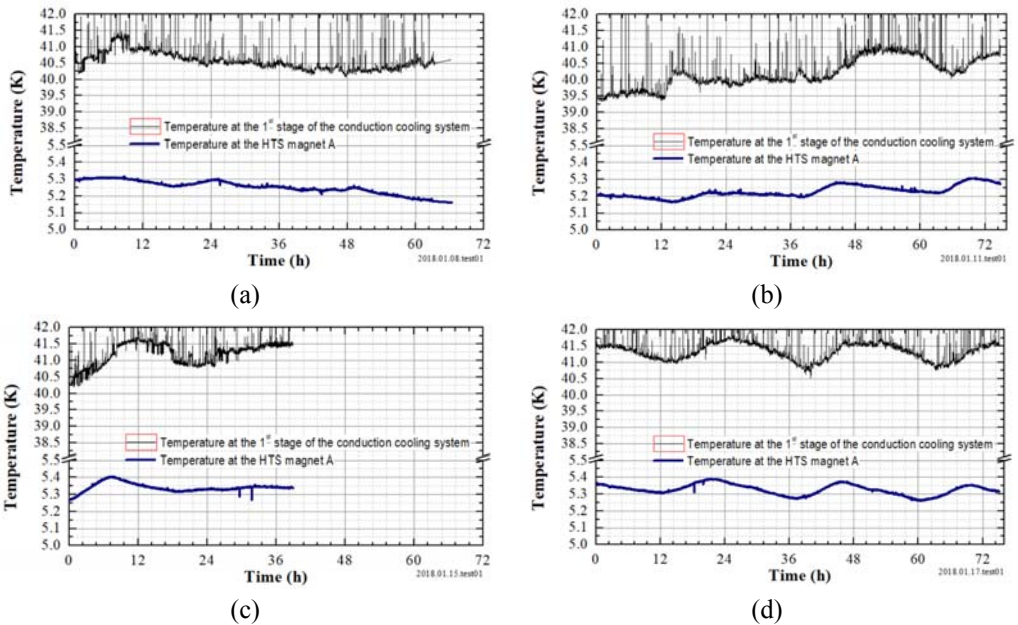 42.0
41.0
40.5
40.0
39.5
39.0
38.5
5.5
5.4
5.3
5.2
5.1
5.0
Temperature (K)
Temperature at the 1st stage of the conduction cooling system
Temperature at the HTS magnet A
0 12 24 36 48 60 72
Time (h)
2018.01.08.test01
(a)
42.0
41.5
41.0
40.5
40.0
39.5
39.0
38.5
5.5
5.4
5.3
5.2
5.1
5.0
Temperature (K)
Temperature at the 1st stage of the conduction cooling system
Temperature at the HTS magnet A
0 12 24 36 48 60 72
Time (h)
2018.01.11.test01
(b)
42.0
41.5
41.0
40.5
40.0
39.5
39.0
38.5
5.5
5.4
5.3
5.2
5.1
5.0
Temperature (K)
Temperature at the 1st stage of the conduction cooling system
Temperature at the HTS magnet A
0 12 24 36 48 60 72
Time (h)
2018.01.15.test01
(c)
42.0
41.5
41.0
40.5
40.0
39.5
39.0
38.5
5.5
5.4
5.3
5.2
5.1
5.0
Temperature (K)
Temperature at the 1st stage of the conduction cooling system
Temperature at the HTS magnet A
0 12 24 36 48 60 72
Time (h)
2018.01.17.test01
(d)